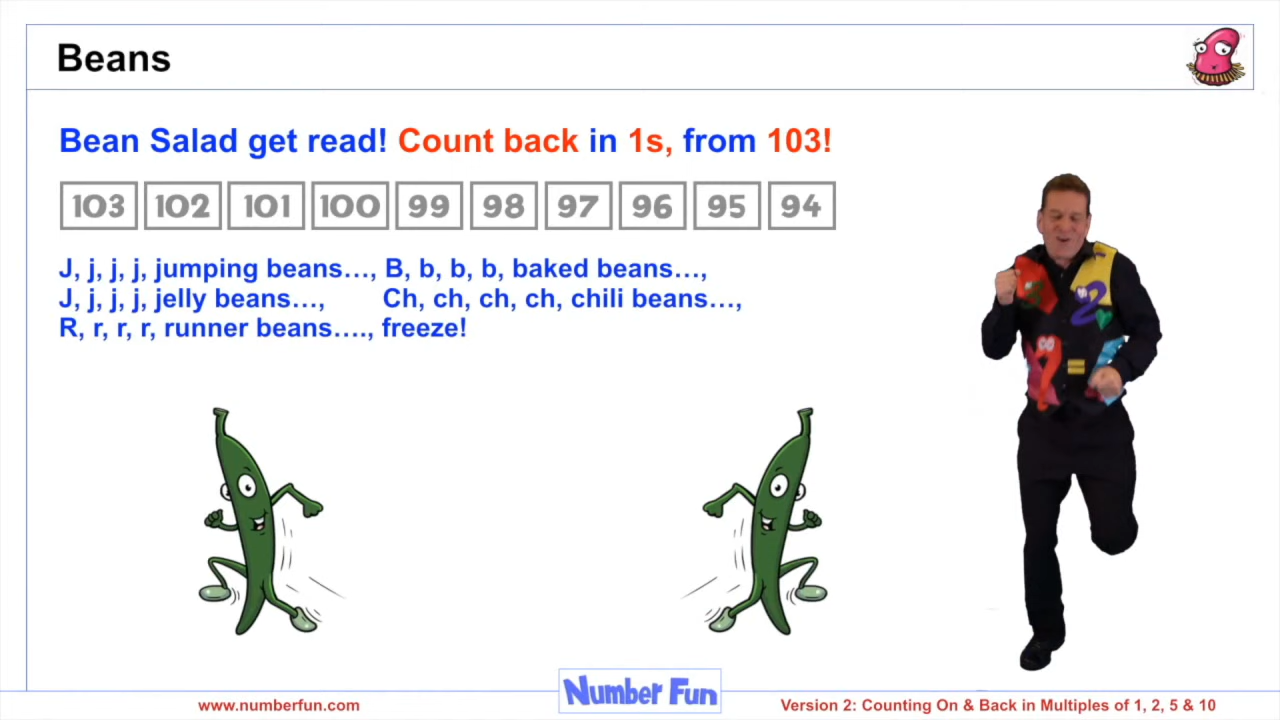 Beans
Bean Salad get read! Count back in 1s, from 103!
103 102 101 100 99 98 97 96 95 94
J, j, j, j, jumping beans…, B, b, b, b, baked beans…,
J, j, j, j, jelly beans…, Ch, ch, ch, ch, chili beans…,
R, r, r, r, runner beans…., freeze!
www.numberfun.com
Number Fun
Version 2: Counting On & Back in Multiples of 1, 2, 5 & 10